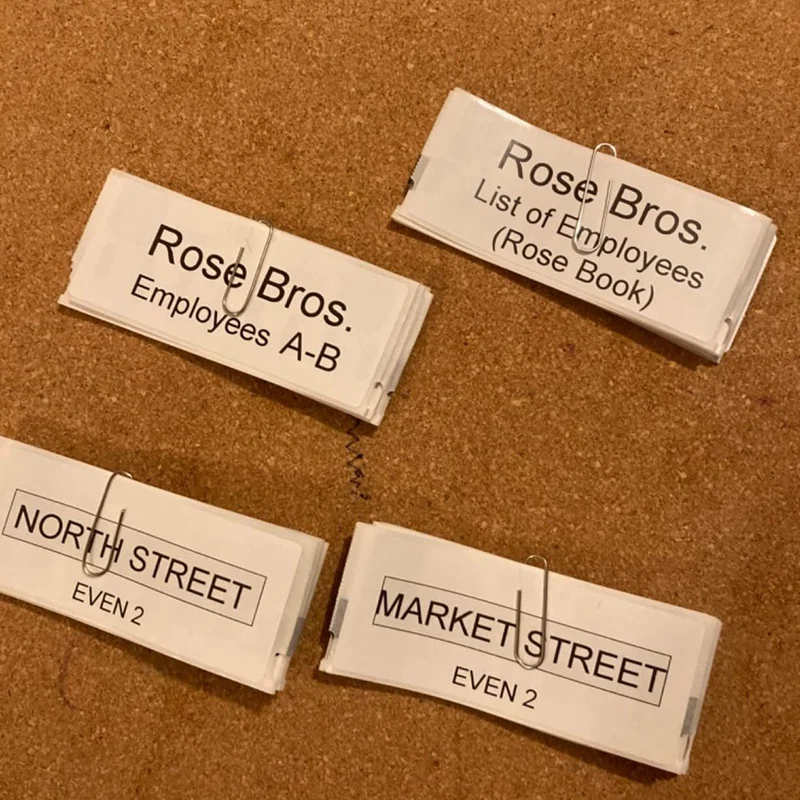 Rose Bros.
List of Employees
(Rose Book)
Rose Bros.
Employees A-B
NORTH STREET
EVEN 2
MARKET STREET
EVEN 2